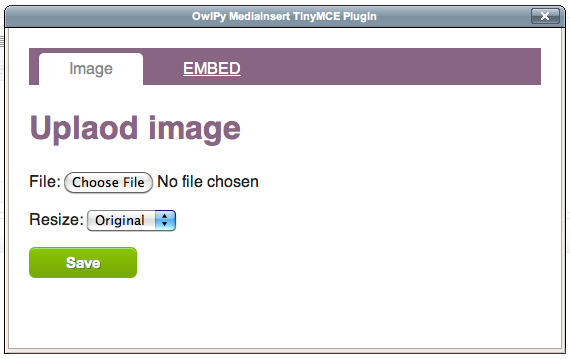 OwlPy MediaInsert TinyMCE Plugin
Image EMBED
Uplaod image
File: Choose File No file chosen
Resize: Original
Save